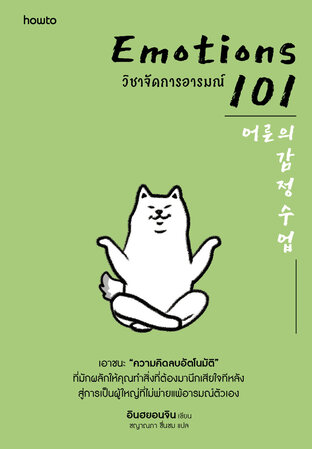 howto
Emotions
วิชาจัดการอารมณ์
101
어른의
감정수업
เอาชนะ “ความคิดลบอัตโนมัติ”
ที่มักผลักให้คุณทำสิ่งที่ต้องมานึกเสียใจทีหลัง
สู่การเป็นผู้ใหญ่ที่ไม่พ่ายแพ้อารมณ์ตัวเอง
อินฮยอนจิน เขียน
ชญาณภา ชื่นชม แปล